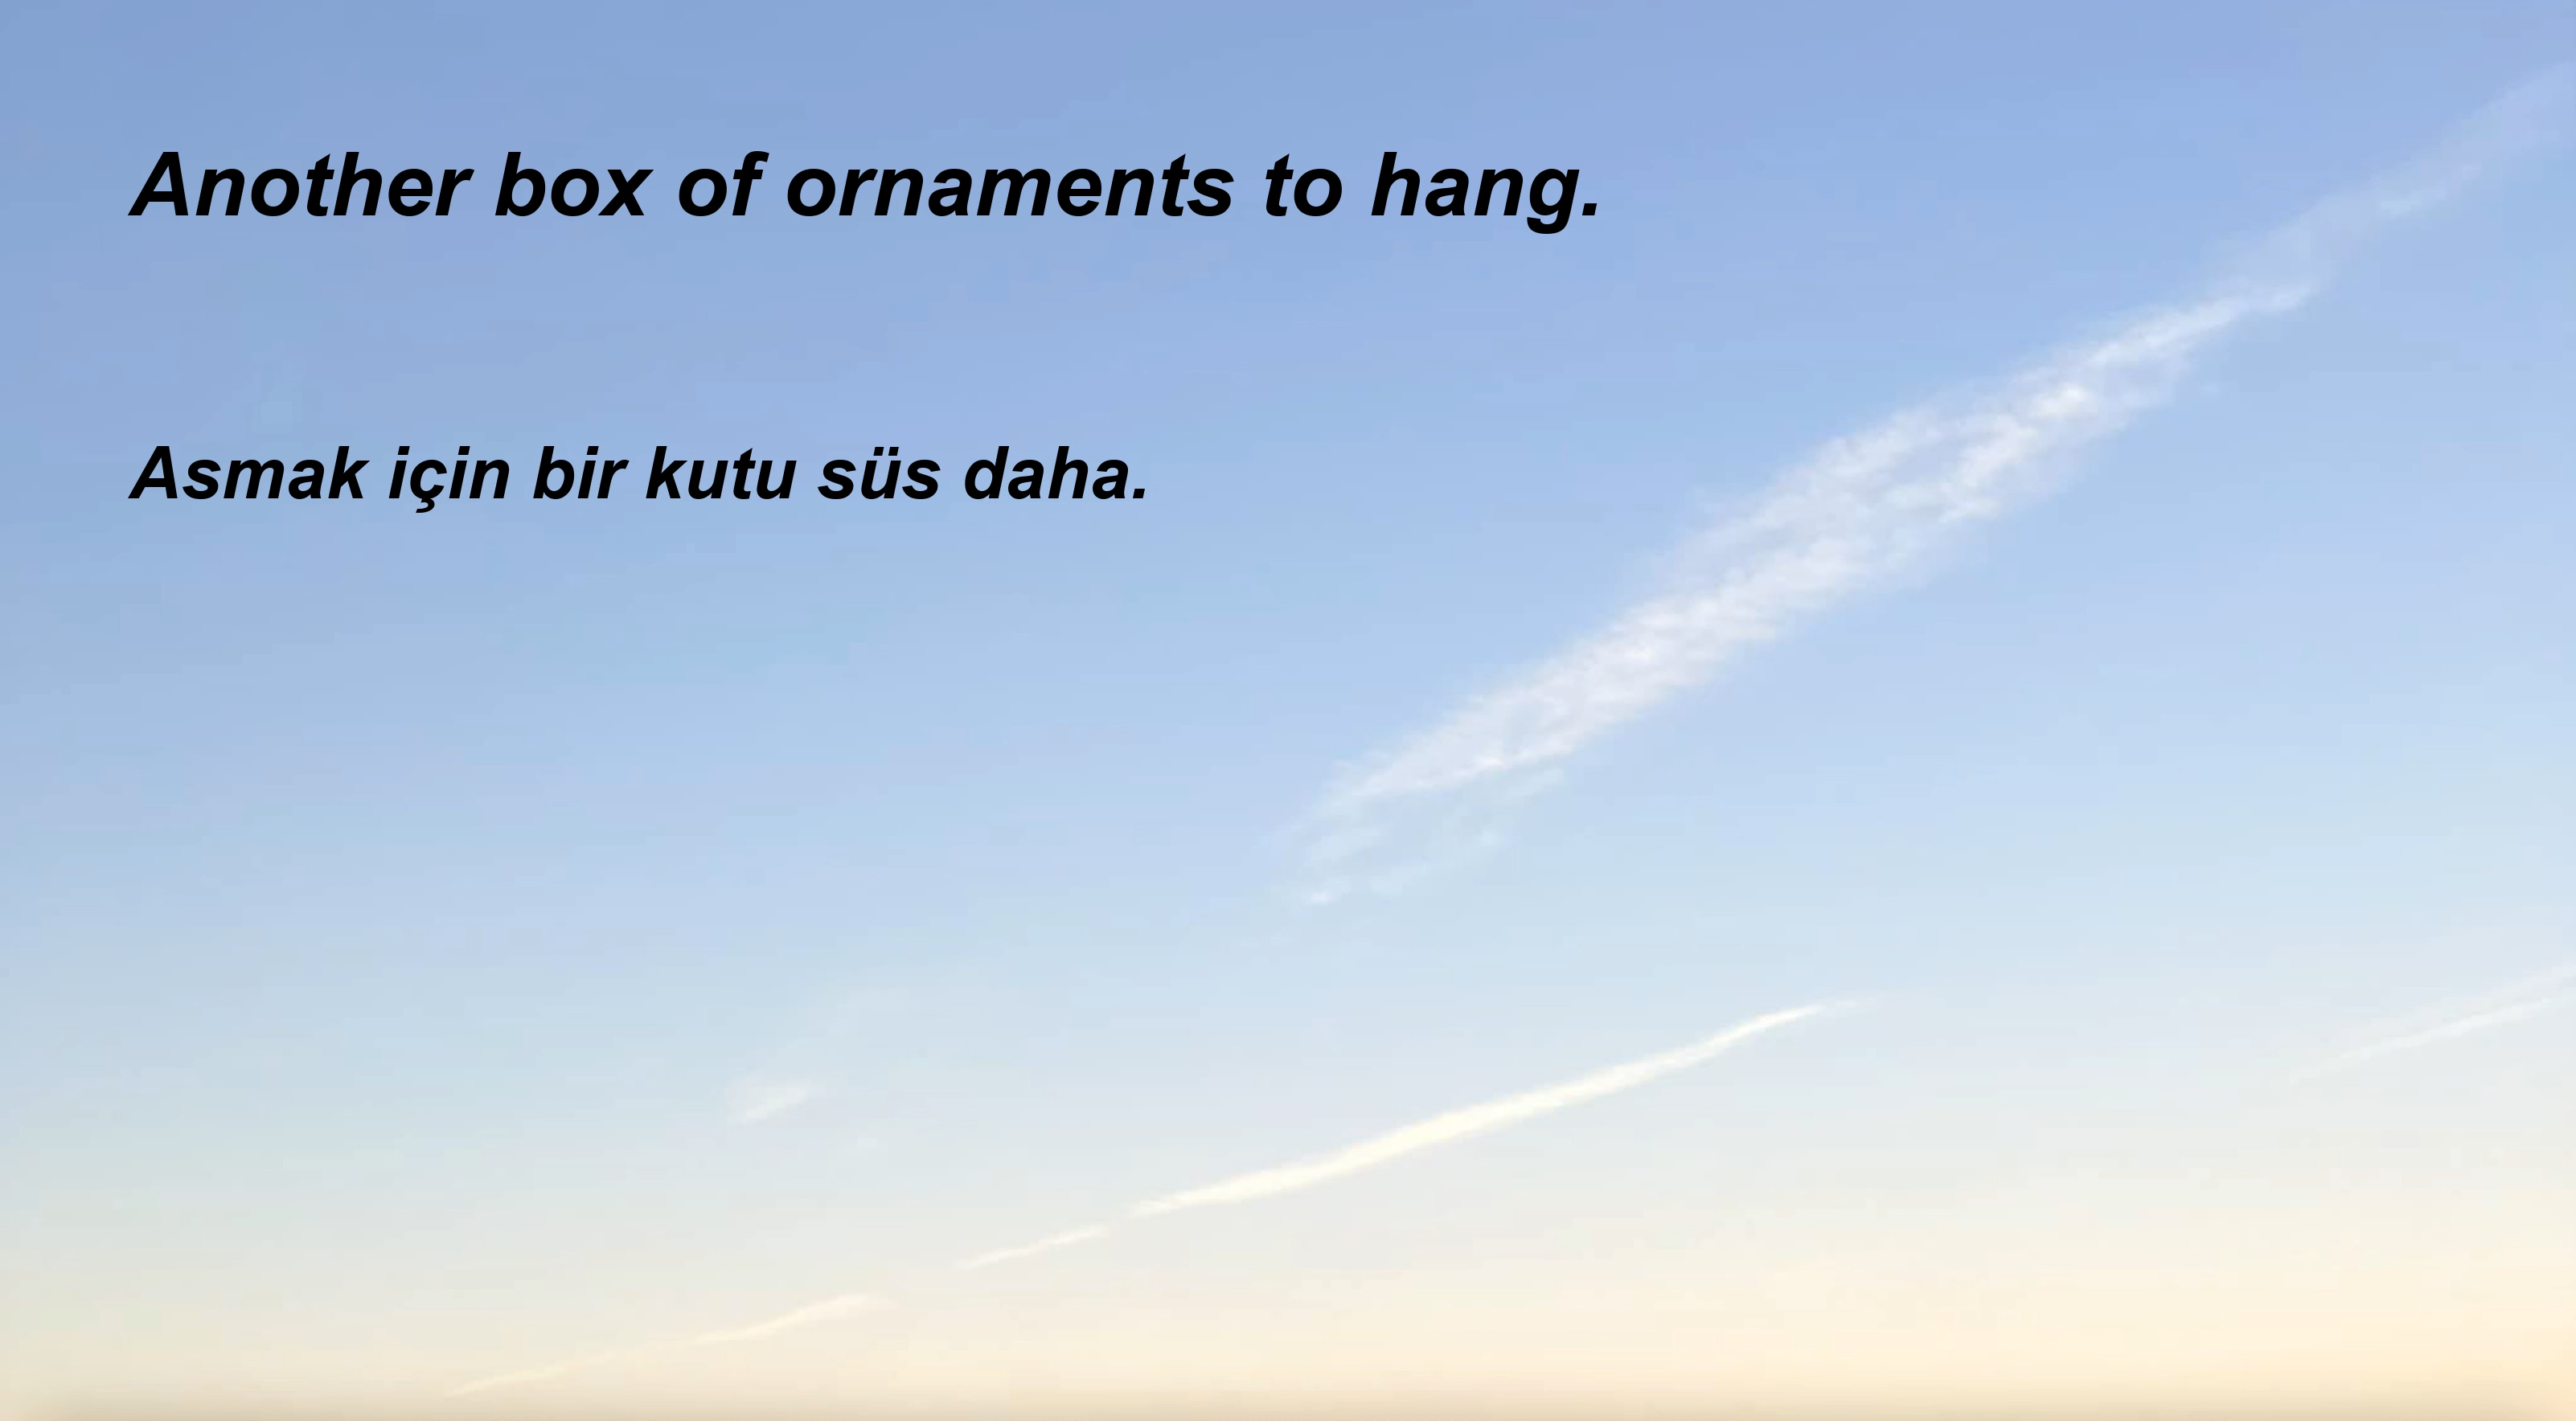 Another box of ornaments to hang.
Asmak için bir kutu süs daha.